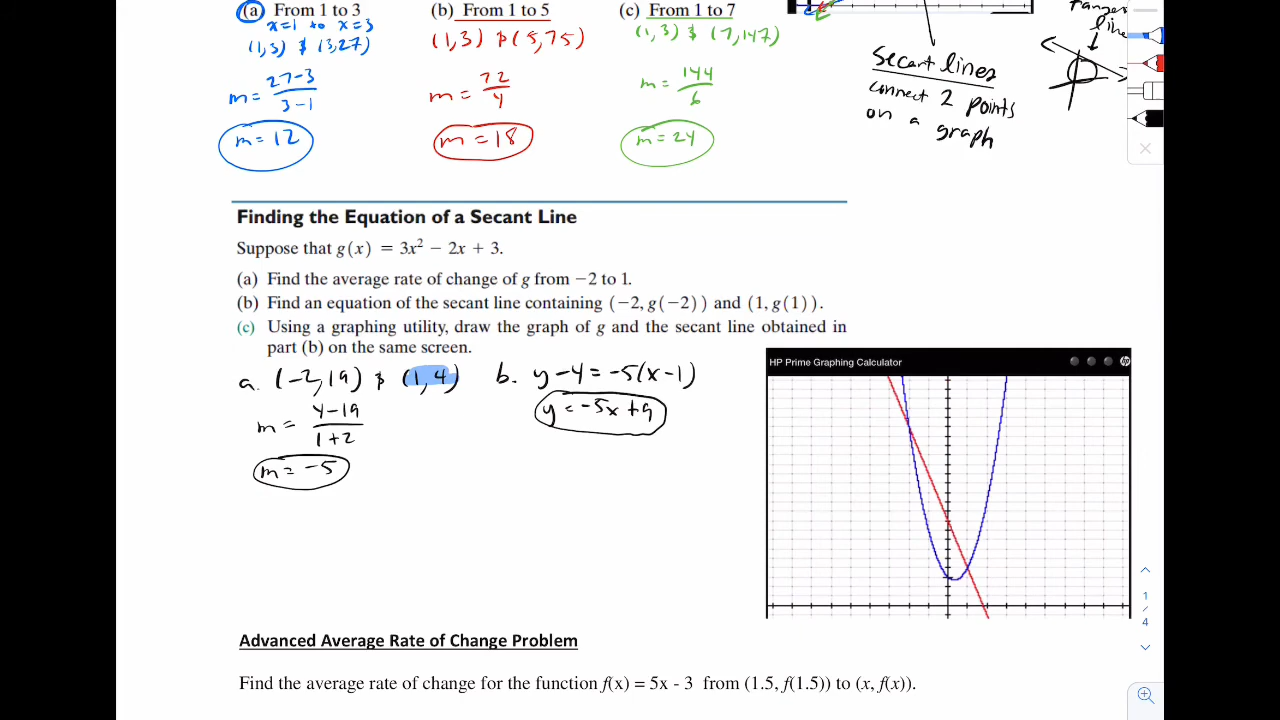 (a) From 1 to 3
(b) From 1 to 5
(c) From 1 to 7
x=1 to x=3
(1,3) & (3,27)
(1,3) & (5,75)
(1,3) & (7,147)
m = 27-3 / 3-1
m = 72 / 4
m = 144 / 6
m = 12
m = 18
m = 24
line
Secant lines
connect 2 points
on a graph
Finding the Equation of a Secant Line
Suppose that g(x) = 3x² − 2x + 3.
(a) Find the average rate of change of g from −2 to 1.
(b) Find an equation of the secant line containing (−2, g(−2)) and (1, g(1)).
(c) Using a graphing utility, draw the graph of g and the secant line obtained in
part (b) on the same screen.
a. (-2,19) & (1,4)
m = 4-19 / 1+2
m = -5
b. y-4 = -5(x-1)
y = -5x+9
HP Prime Graphing Calculator
hp
1
/
4
Advanced Average Rate of Change Problem
Find the average rate of change for the function f(x) = 5x - 3 from (1.5, f(1.5)) to (x, f(x)).